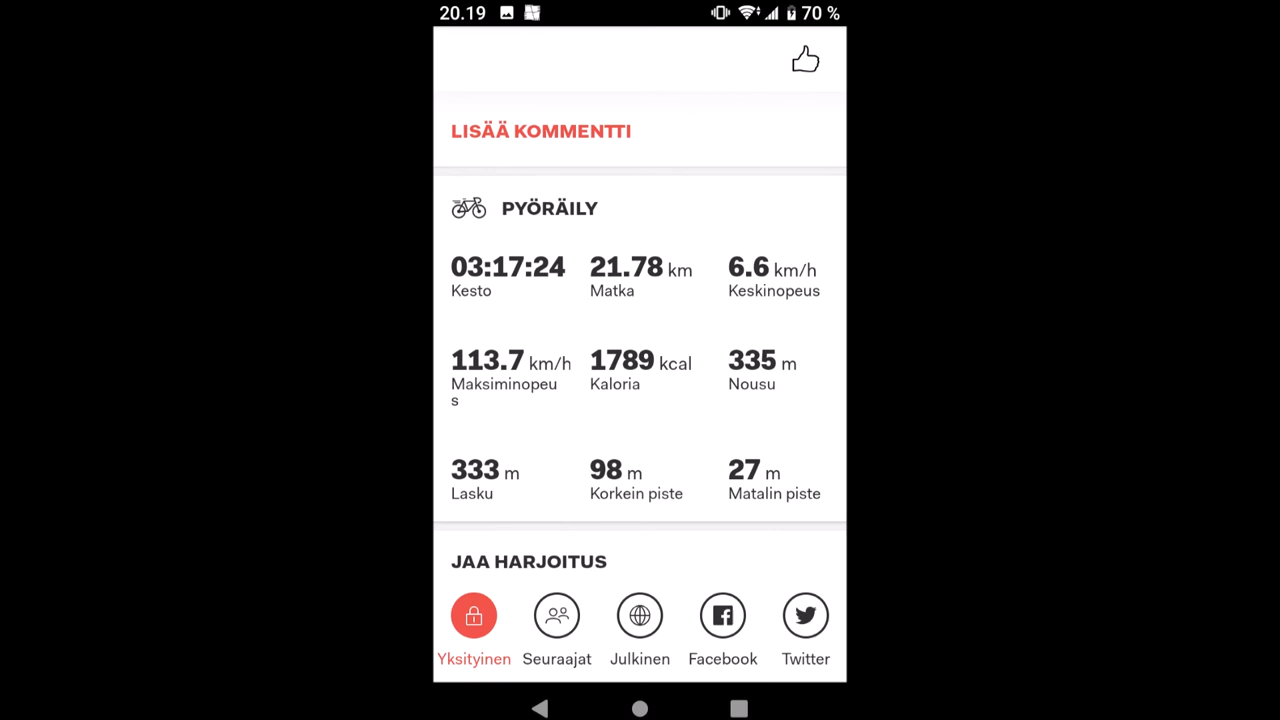 20.19 70 %
LISÄÄ KOMMENTTI
PYÖRÄILY
03:17:24 21.78 km 6.6 km/h
Kesto Matka Keskinopeus
113.7 km/h 1789 kcal 335 m
Maksiminopeu Kaloria Nousu
s
333 m 98 m 27 m
Lasku Korkein piste Matalin piste
JAA HARJOITUS
Yksityinen Seuraajat Julkinen Facebook Twitter